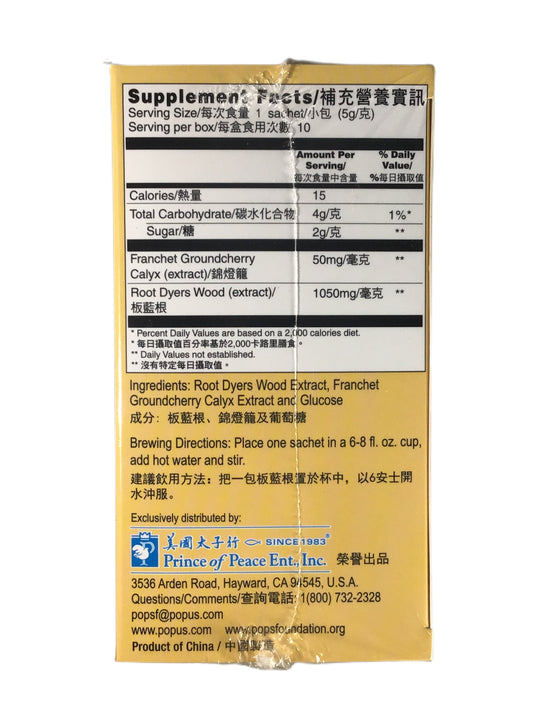 Supplement Facts/補充營養實訊
Serving Size/每次食量 1 sachet/小包 (5g/克)
Serving per box/每盒食用次數 10
Amount Per Serving/每次食量中含量 % Daily Value/%每日攝取值
Calories/熱量 15
Total Carbohydrate/碳水化合物 4g/克 1%*
Sugar/糖 2g/克 **
Franchet Groundcherry 50mg/毫克 **
Calyx (extract)/錦燈籠
Root Dyers Wood (extract)/ 1050mg/毫克 **
板藍根
* Percent Daily Values are based on a 2,000 calories diet.
* 每日攝取值百分率基於2,000卡路里膳食。
** Daily Values not established.
** 沒有特定每日攝取值。
Ingredients: Root Dyers Wood Extract, Franchet
Groundcherry Calyx Extract and Glucose
成分: 板藍根、錦燈籠及葡萄糖
Brewing Directions: Place one sachet in a 6-8 fl. oz. cup,
add hot water and stir.
建議飲用方法: 把一包板藍根置於杯中，以6安士開
水沖服。
Exclusively distributed by:
美國太子行 SINCE 1983®
Prince of Peace Ent., Inc. 榮譽出品
3536 Arden Road, Hayward, CA 94545, U.S.A.
Questions/Comments/查詢電話: 1(800) 732-2328
popsf@popus.com
www.popus.com www.popsfoundation.org
Product of China / 中國製造